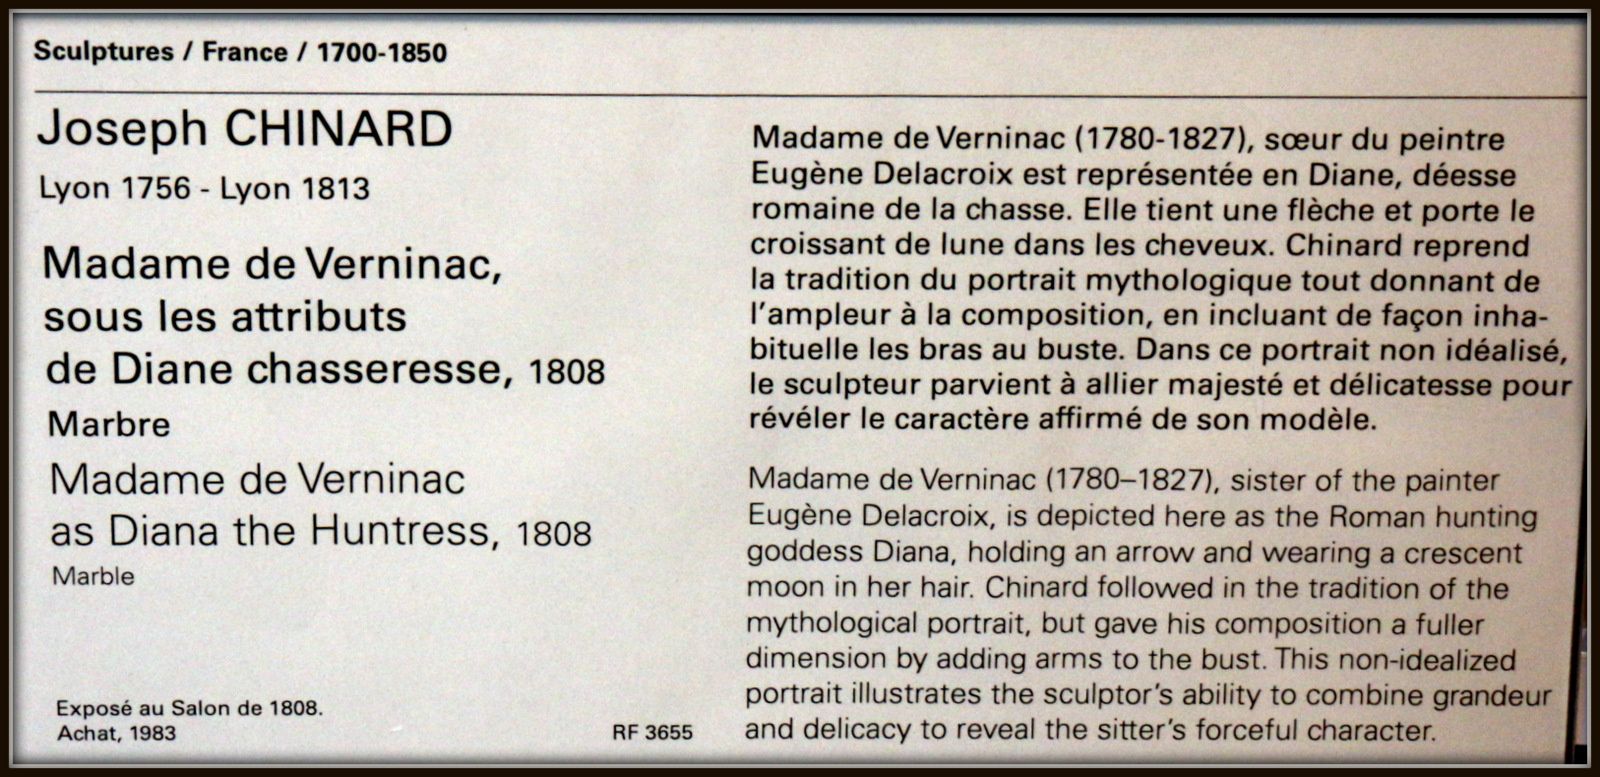 Sculptures / France / 1700-1850
Joseph CHINARD
Lyon 1756 - Lyon 1813
Madame de Verninac,
sous les attributs
de Diane chasseresse, 1808
Marbre
Madame de Verninac
as Diana the Huntress, 1808
Marble
Exposé au Salon de 1808.
Achat, 1983
RF 3655
Madame de Verninac (1780-1827), sœur du peintre
Eugène Delacroix est représentée en Diane, déesse
romaine de la chasse. Elle tient une flèche et porte le
croissant de lune dans les cheveux. Chinard reprend
la tradition du portrait mythologique tout donnant de
l'ampleur à la composition, en incluant de façon inha-
bituelle les bras au buste. Dans ce portrait non idéalisé,
le sculpteur parvient à allier majesté et délicatesse pour
révéler le caractère affirmé de son modèle.
Madame de Verninac (1780–1827), sister of the painter
Eugène Delacroix, is depicted here as the Roman hunting
goddess Diana, holding an arrow and wearing a crescent
moon in her hair. Chinard followed in the tradition of the
mythological portrait, but gave his composition a fuller
dimension by adding arms to the bust. This non-idealized
portrait illustrates the sculptor's ability to combine grandeur
and delicacy to reveal the sitter's forceful character.